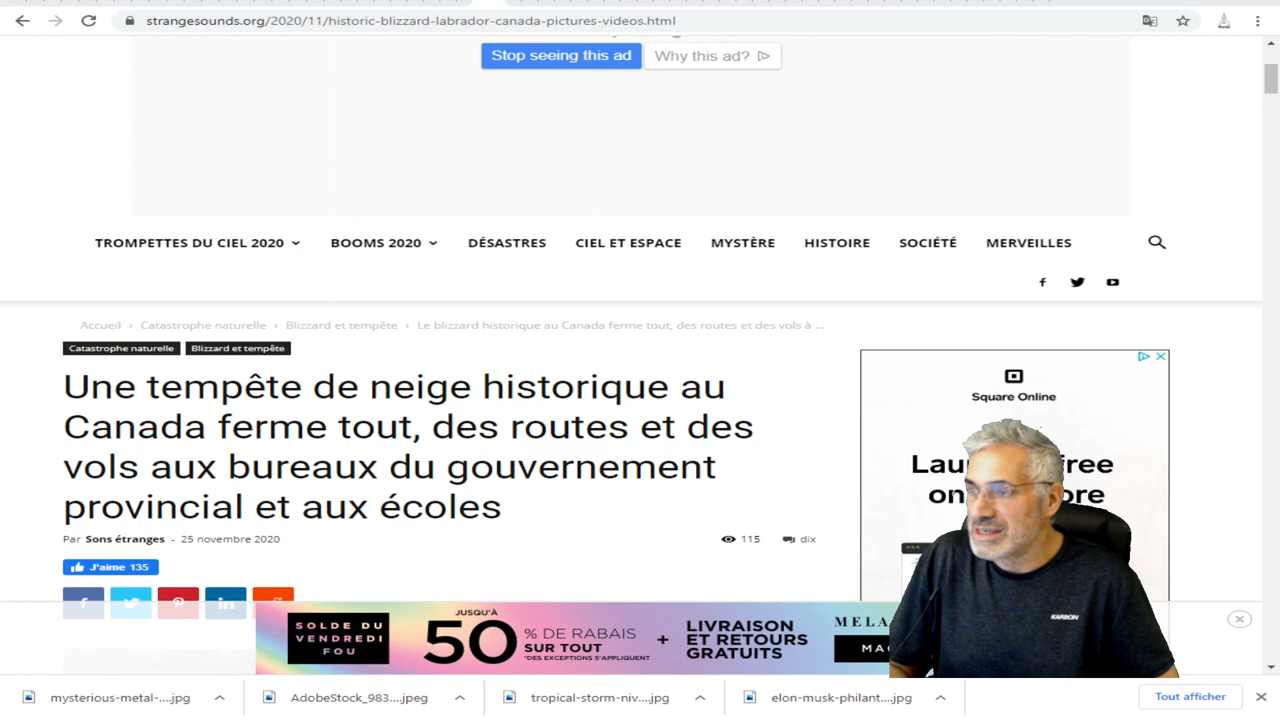 strangesounds.org/2020/11/historic-blizzard-labrador-canada-pictures-videos.html
Stop seeing this ad
Why this ad?
TROMPETTES DU CIEL 2020
BOOMS 2020
DÉSASTRES
CIEL ET ESPACE
MYSTÈRE
HISTOIRE
SOCIÉTÉ
MERVEILLES
Accueil › Catastrophe naturelle › Blizzard et tempête › Le blizzard historique au Canada ferme tout, des routes et des vols à ...
Catastrophe naturelle
Blizzard et tempête
Une tempête de neige historique au
Canada ferme tout, des routes et des
vols aux bureaux du gouvernement
provincial et aux écoles
Par Sons étranges - 25 novembre 2020
115
dix
J'aime 135
Square Online
free
on
ore
KARBON
SOLDE DU
VENDREDI
FOU
JUSQU'À
50
% DE RABAIS
SUR TOUT
*DES EXCEPTIONS S'APPLIQUENT
+
LIVRAISON
ET RETOURS
GRATUITS
MELA
MAG
mysterious-metal-....jpg
AdobeStock_983....jpeg
tropical-storm-niv....jpg
elon-musk-philant....jpg
Tout afficher